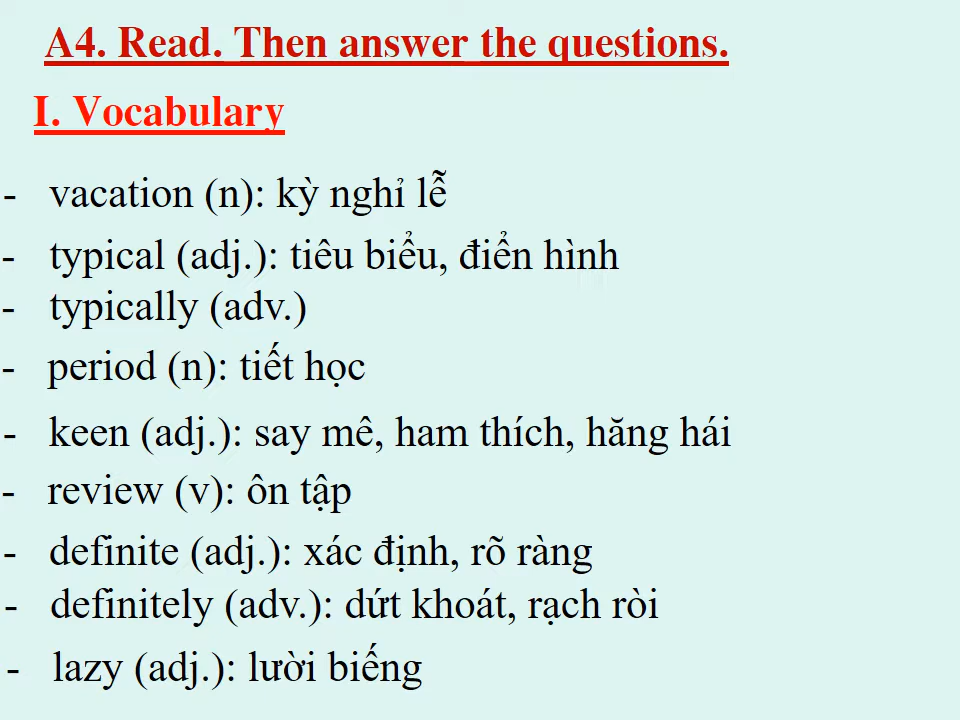 A4. Read. Then answer the questions.
I. Vocabulary
- vacation (n): kỳ nghỉ lễ
- typical (adj.): tiêu biểu, điển hình
- typically (adv.)
- period (n): tiết học
- keen (adj.): say mê, ham thích, hăng hái
- review (v): ôn tập
- definite (adj.): xác định, rõ ràng
- definitely (adv.): dứt khoát, rạch ròi
- lazy (adj.): lười biếng